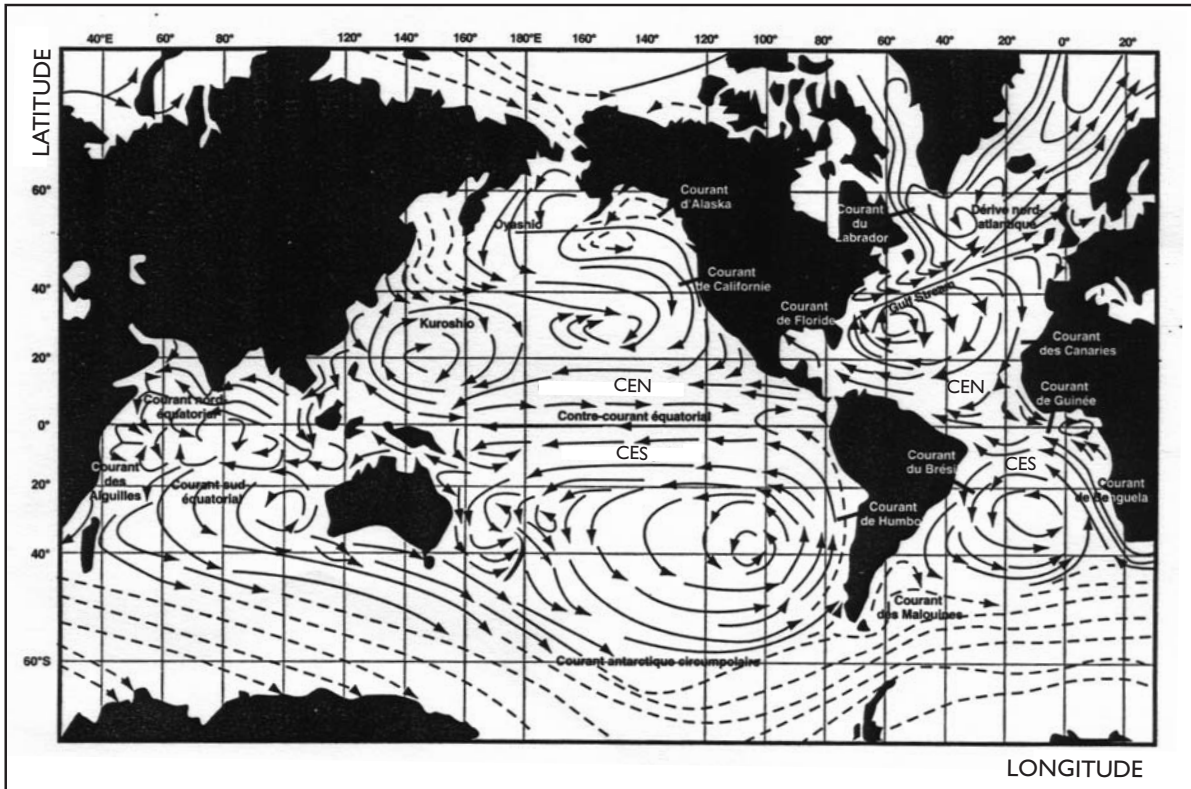 LATITUDE
40°E 60° 80° 120° 140° 160° 180°E 160° 140° 120° 100° 80° 60° 40° 20° 0° 20°
60°
Courant
d'Alaska
Oyashio
Courant
du
Labrador
Dérive nord-
atlantique
40°
Courant
de Californie
Gulf Stream
Kuroshio
Courant
de Floride
20°
Courant
des Canaries
CEN
CEN
Courant nord-
équatorial
Courant
de Guinée
Contre-courant équatorial
0°
CES
CES
Courant
des
Aiguilles
Courant
du Brési
20°
Courant sud-
équatorial
Courant
de Benguela
Courant
de Humbo
40°
Courant
des Malouines
60°S
Courant antarctique circumpolaire
LONGITUDE